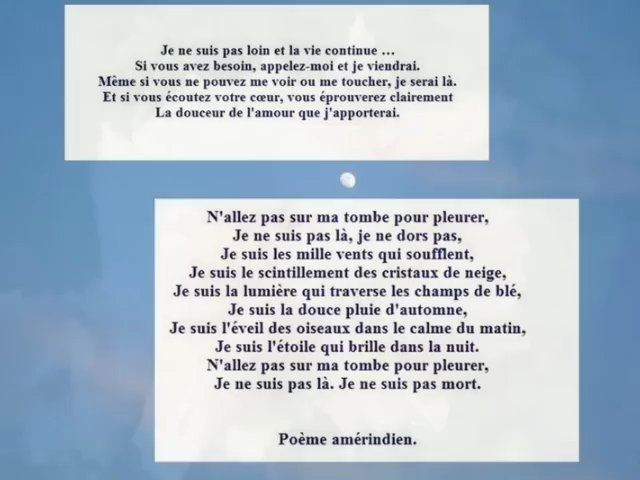 Je ne suis pas loin et la vie continue ...
Si vous avez besoin, appelez-moi et je viendrai.
Même si vous ne pouvez me voir ou me toucher, je serai là.
Et si vous écoutez votre cœur, vous éprouverez clairement
La douceur de l'amour que j'apporterai.
N'allez pas sur ma tombe pour pleurer,
Je ne suis pas là, je ne dors pas,
Je suis les mille vents qui soufflent,
Je suis le scintillement des cristaux de neige,
Je suis la lumière qui traverse les champs de blé,
Je suis la douce pluie d'automne,
Je suis l'éveil des oiseaux dans le calme du matin,
Je suis l'étoile qui brille dans la nuit.
N'allez pas sur ma tombe pour pleurer,
Je ne suis pas là. Je ne suis pas mort.
Poème amérindien.